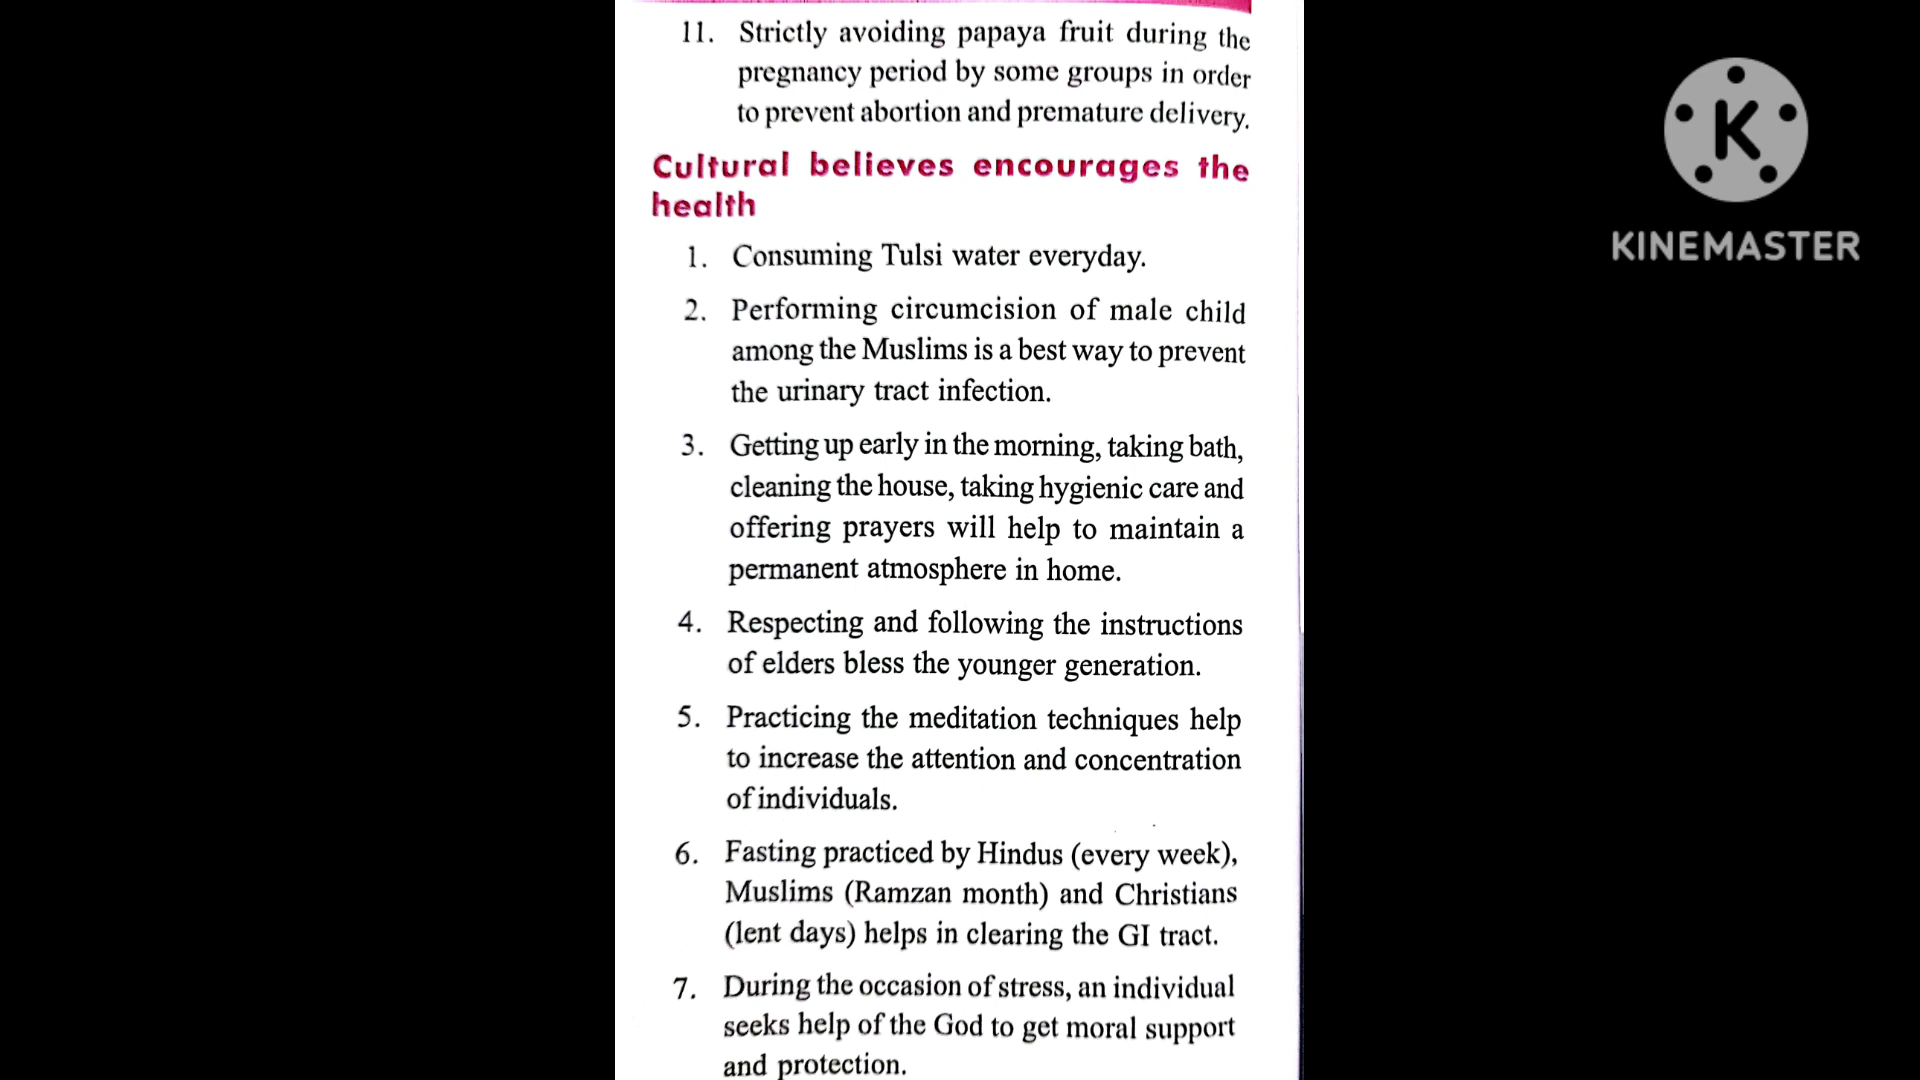 11. Strictly avoiding papaya fruit during the
pregnancy period by some groups in order
to prevent abortion and premature delivery.
Cultural believes encourages the
health
1. Consuming Tulsi water everyday.
2. Performing circumcision of male child
among the Muslims is a best way to prevent
the urinary tract infection.
3. Getting up early in the morning, taking bath,
cleaning the house, taking hygienic care and
offering prayers will help to maintain a
permanent atmosphere in home.
4. Respecting and following the instructions
of elders bless the younger generation.
5. Practicing the meditation techniques help
to increase the attention and concentration
of individuals.
6. Fasting practiced by Hindus (every week),
Muslims (Ramzan month) and Christians
(lent days) helps in clearing the GI tract.
7. During the occasion of stress, an individual
seeks help of the God to get moral support
and protection.
K
KINEMASTER